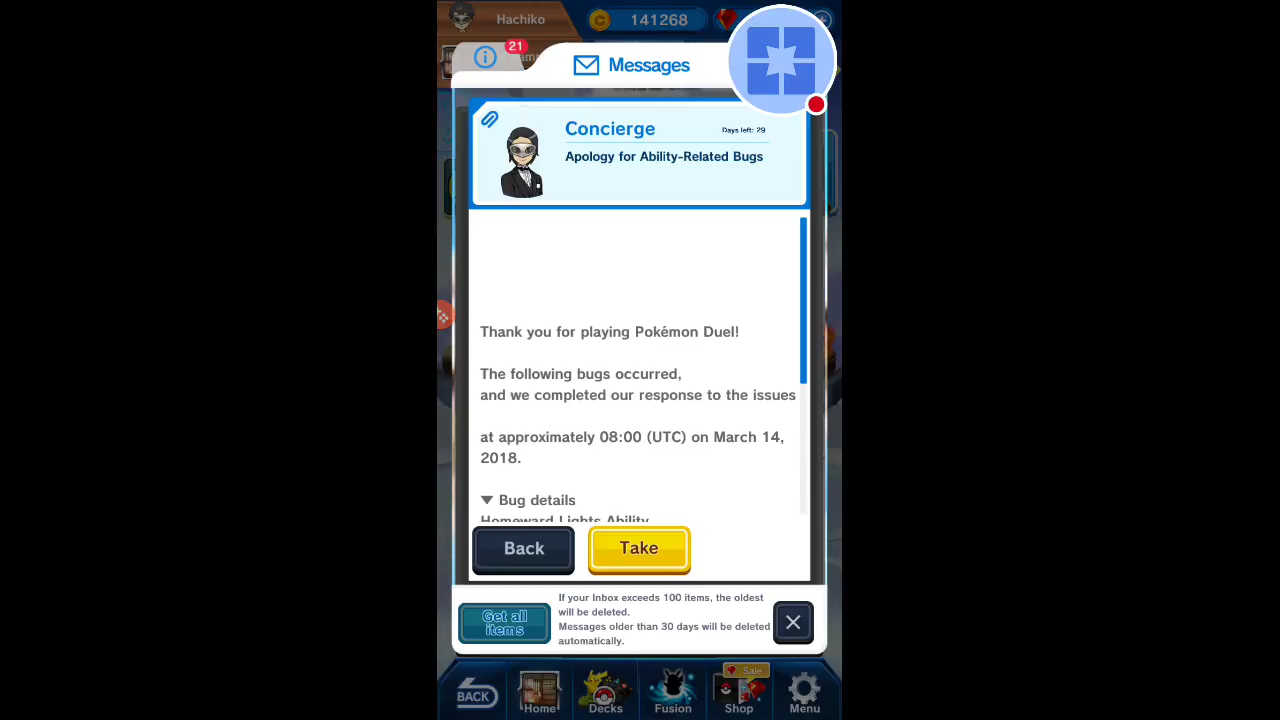 Hachiko
141268
21
Messages
Concierge
Days left: 29
Apology for Ability-Related Bugs
Thank you for playing Pokémon Duel!
The following bugs occurred,
and we completed our response to the issues
at approximately 08:00 (UTC) on March 14,
2018.
▼ Bug details
Homeward Lights Ability
Back
Take
Get all
items
If your Inbox exceeds 100 items, the oldest
will be deleted.
Messages older than 30 days will be deleted
automatically.
Sale
BACK
Home
Decks
Fusion
Shop
Menu